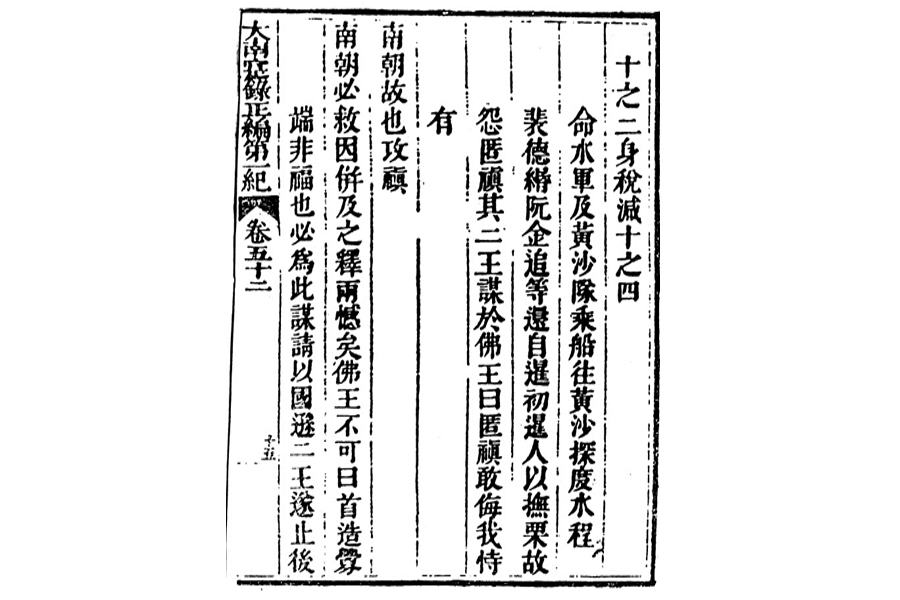 十之二身稅減十之四
命水軍及黃沙隊乘船往黃沙探度水程
裴德緡阮金追等還自暹初暹人以撫栗故
怨匿禛其二王謀於佛王曰匿禛敢侮我恃
有
南朝故也攻禛
南朝必救因併及之釋兩憾矣佛王不可曰首造釁
端非福也必為此謀請以國遜二王遂止後
大南寔錄正編第一紀
卷五十二
十五